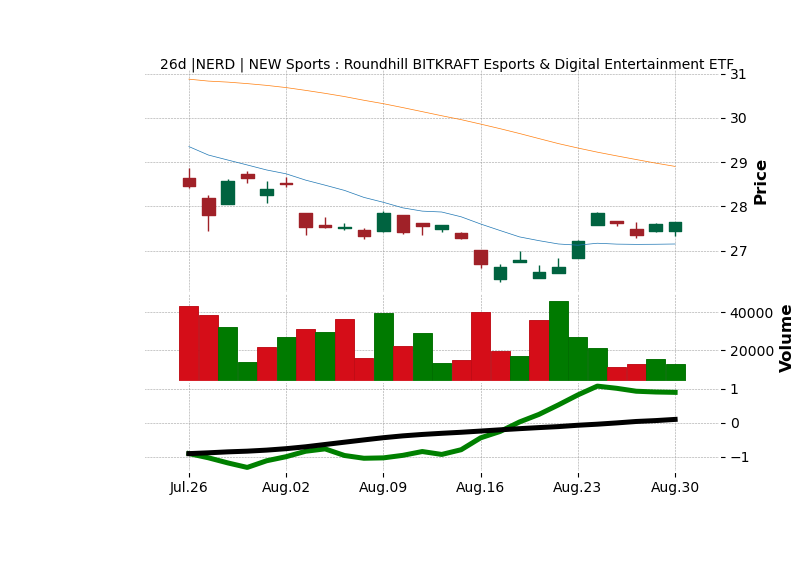 26d |NERD | NEW Sports : Roundhill BITKRAFT Esports & Digital Entertainment ETF
31
30
29
28
27
Price
40000
20000
Volume
1
0
−1
Jul.26 Aug.02 Aug.09 Aug.16 Aug.23 Aug.30